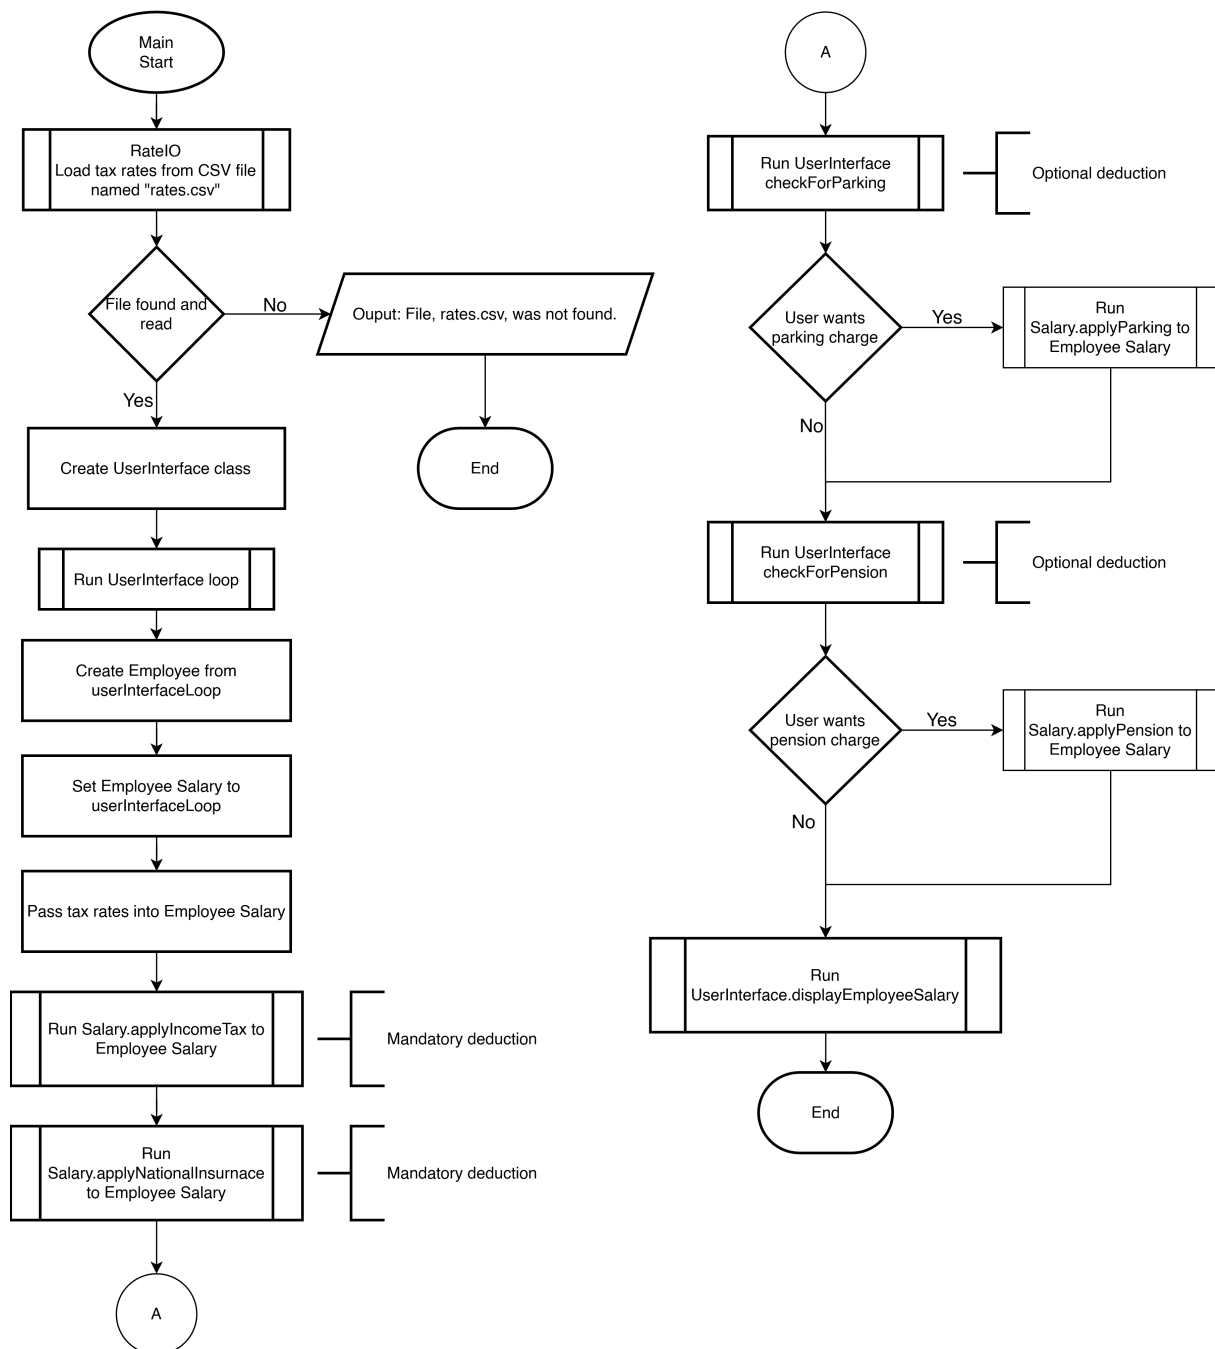 Main
Start
RateIO
Load tax rates from CSV file
named "rates.csv"
File found and
read
No
Ouput: File, rates.csv, was not found.
End
Yes
Create UserInterface class
Run UserInterface loop
Create Employee from
userInterfaceLoop
Set Employee Salary to
userInterfaceLoop
Pass tax rates into Employee Salary
Run Salary.applyIncomeTax to
Employee Salary
Mandatory deduction
Run
Salary.applyNationalInsurnace
to Employee Salary
Mandatory deduction
A
A
Run UserInterface
checkForParking
Optional deduction
User wants
parking charge
Yes
Run
Salary.applyParking to
Employee Salary
No
Run UserInterface
checkForPension
Optional deduction
User wants
pension charge
Yes
Run
Salary.applyPension to
Employee Salary
No
Run
UserInterface.displayEmployeeSalary
End